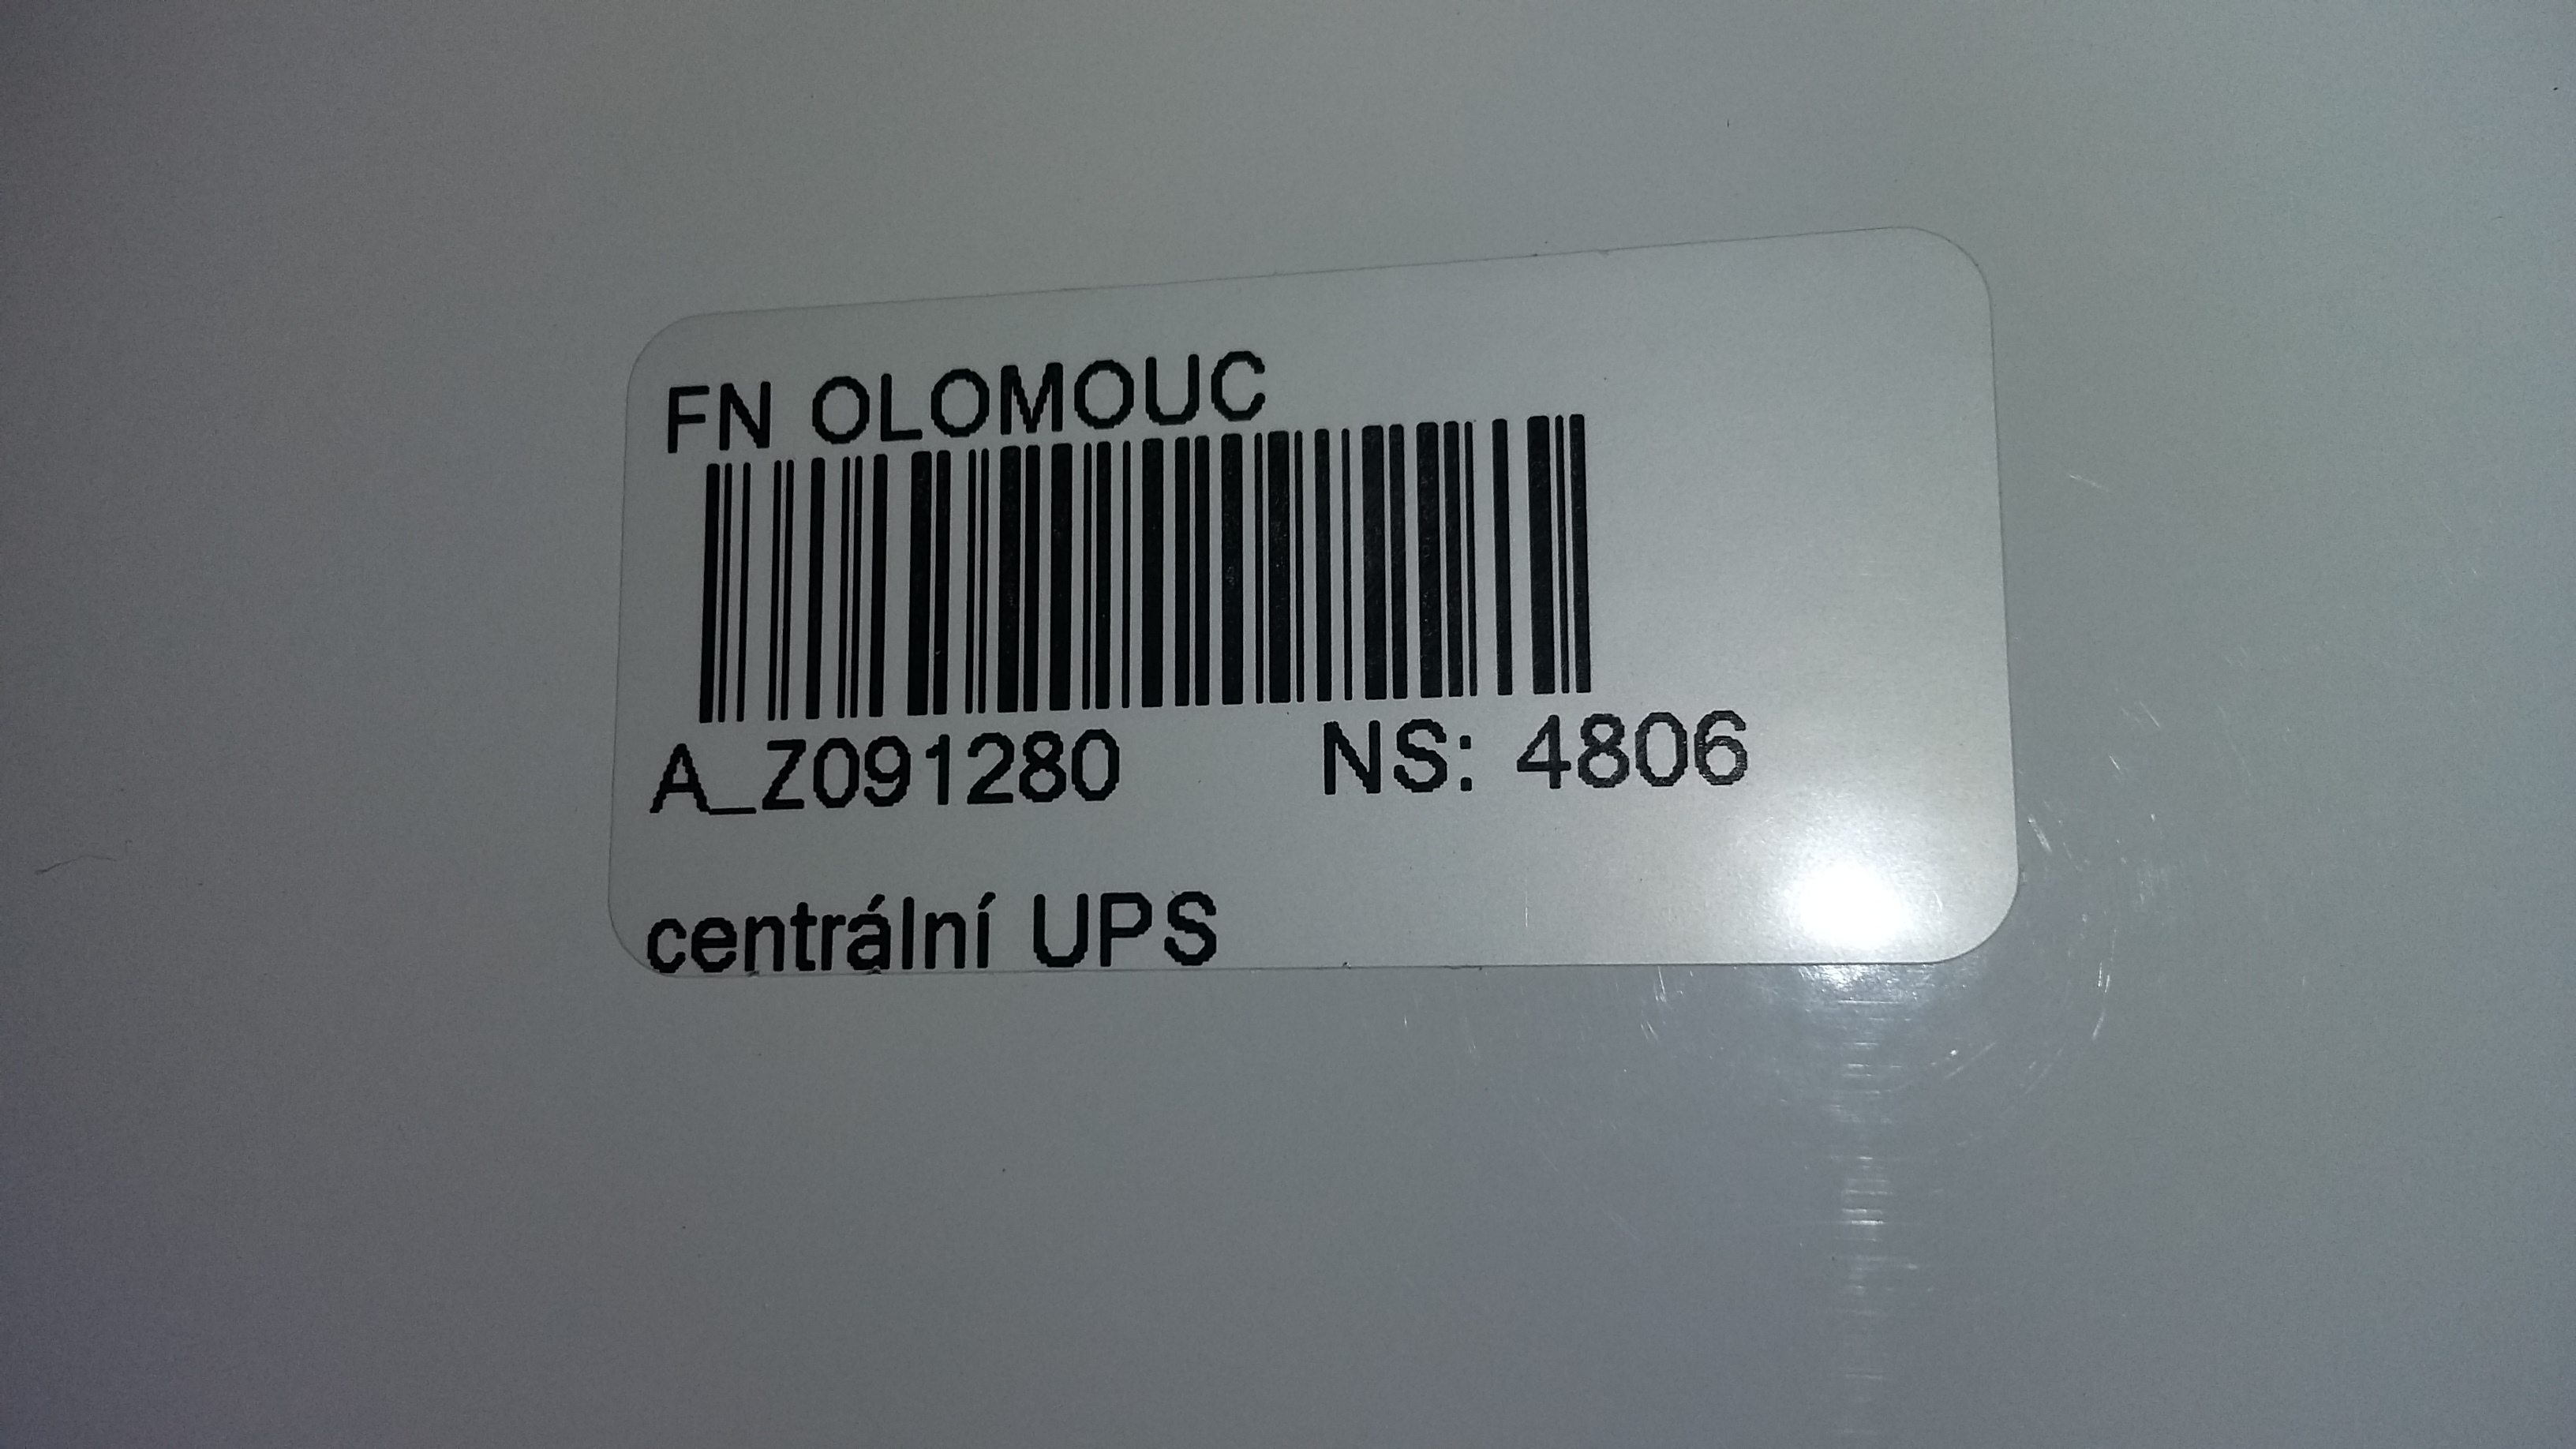 FN OLOMOUC
A_Z091280 NS: 4806
centrální UPS